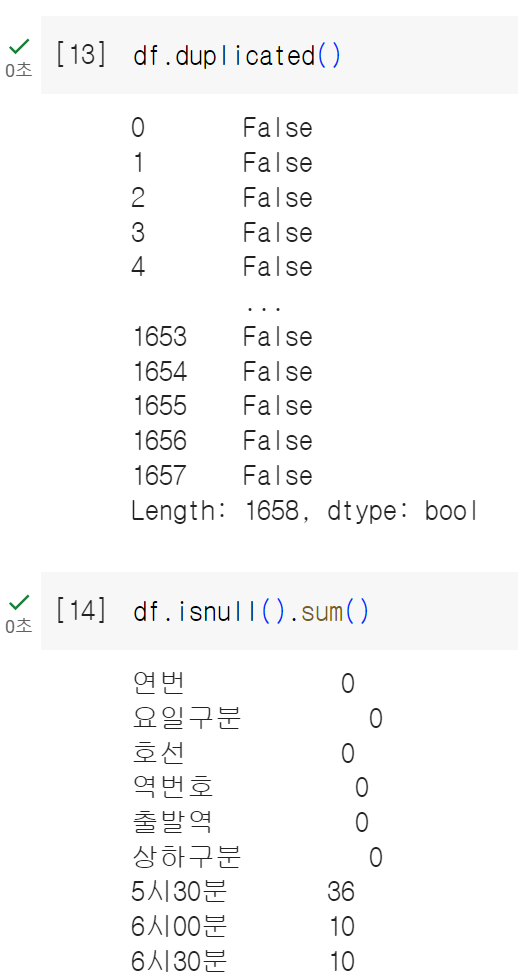 [13] df.duplicated()
0초
0 False
1 False
2 False
3 False
4 False
...
1653 False
1654 False
1655 False
1656 False
1657 False
Length: 1658, dtype: bool
[14] df.isnull().sum()
0초
연번 0
요일구분 0
호선 0
역번호 0
출발역 0
상하구분 0
5시30분 36
6시00분 10
6시30분 10